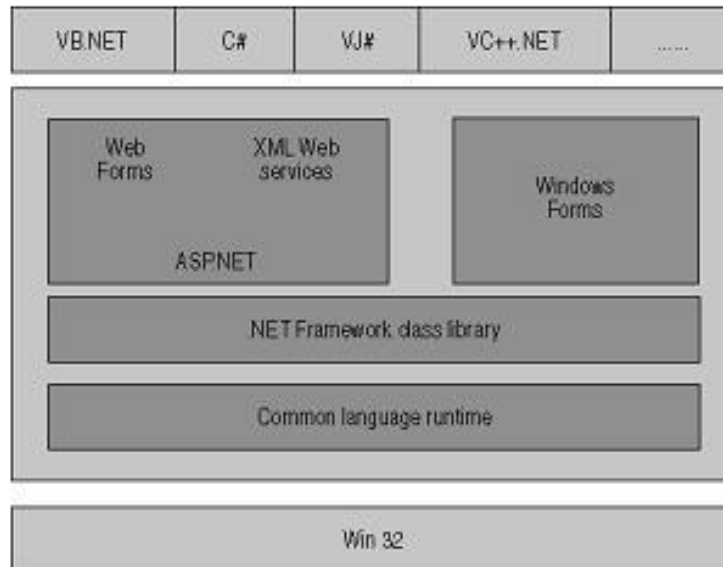 VB.NET
C#
VJ#
VC++.NET
......
Web
Forms
XML Web
services
ASP.NET
Windows
Forms
.NET Framework class library
Common language runtime
Win 32